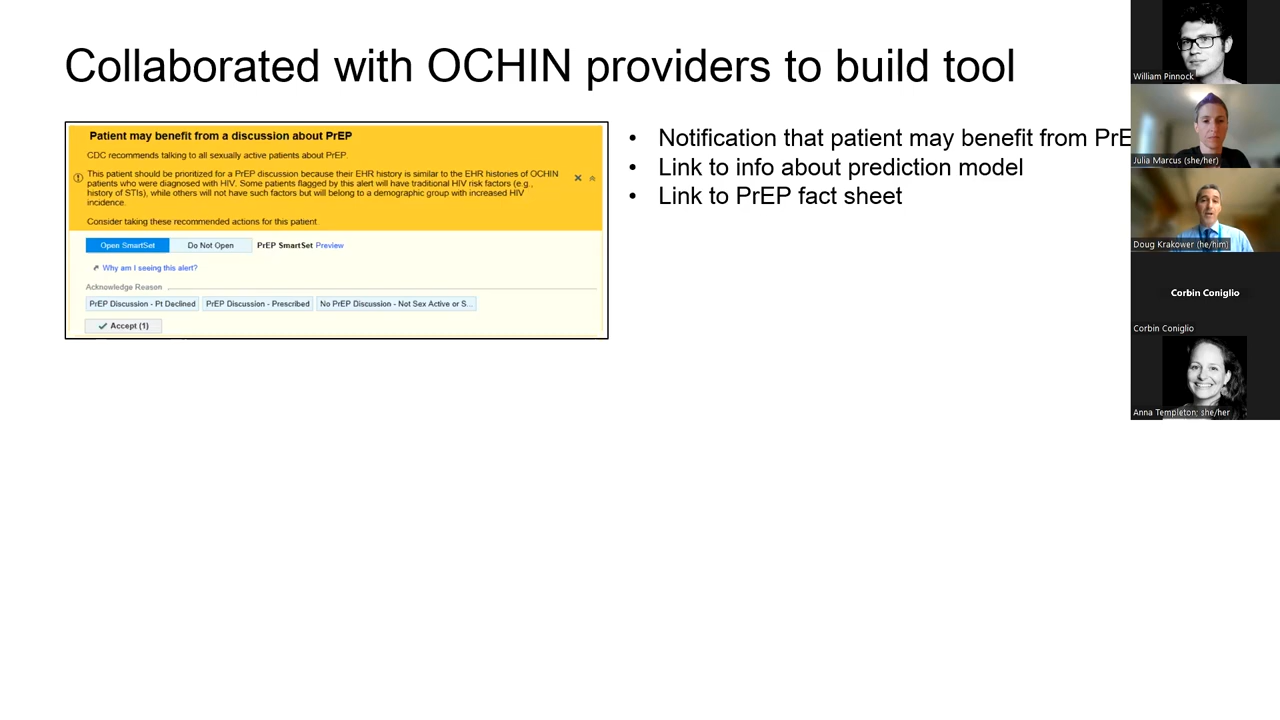 Collaborated with OCHIN providers to build tool
Patient may benefit from a discussion about PrEP
CDC recommends talking to all sexually active patients about PrEP.
This patient should be prioritized for a PrEP discussion because their EHR history is similar to the EHR histories of OCHIN
patients who were diagnosed with HIV. Some patients flagged by this alert will have traditional HIV risk factors (e.g.,
history of STIs), while others will not have such factors but will belong to a demographic group with increased HIV
incidence.
Consider taking these recommended actions for this patient.
Open SmartSet Do Not Open PrEP SmartSet Preview
Why am I seeing this alert?
Acknowledge Reason
PrEP Discussion - Pt Declined PrEP Discussion - Prescribed No PrEP Discussion - Not Sex Active or S...
Accept (1)
• Notification that patient may benefit from PrE
• Link to info about prediction model
• Link to PrEP fact sheet
William Pinnock
Julia Marcus (she/her)
Doug Krakower (he/him)
Corbin Coniglio
Corbin Coniglio
Anna Templeton; she/her